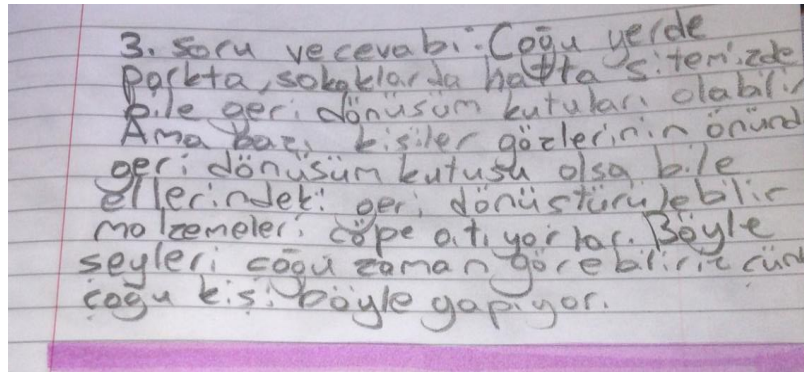 3. soru ve cevabı: Çoğu yerde
parkta, sokaklarda hatta sitemizde
bile geri dönüşüm kutuları olabilir
Ama bazı kişiler gözlerinin önünd
geri dönüşüm kutusu olsa bile
ellerindeki geri dönüştürülebilir
malzemeleri çöpe atıyorlar. Böyle
şeyleri çoğu zaman görebiliriz çün
çoğu kişi böyle yapıyor.